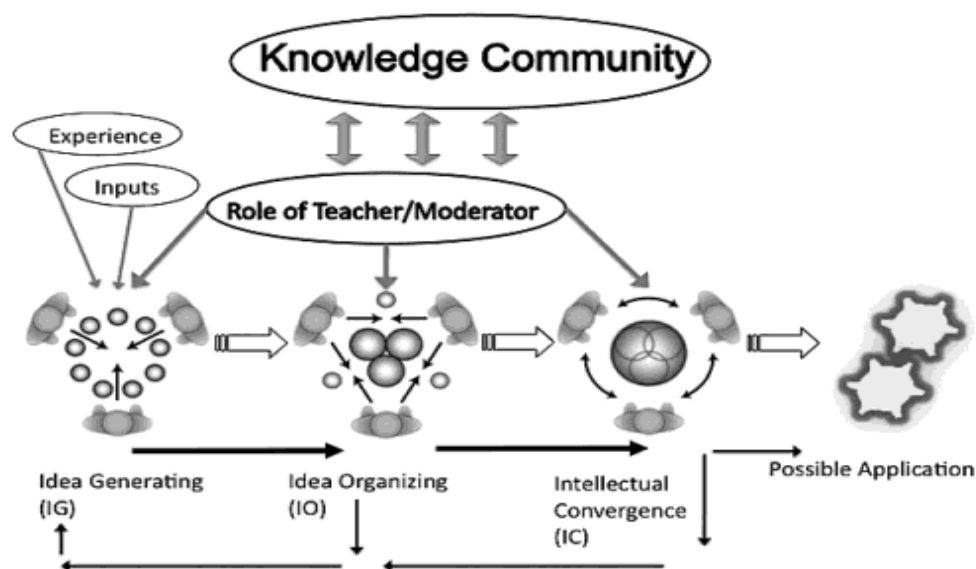 Knowledge Community
Experience
Inputs
Role of Teacher/Moderator
Idea Generating
(IG)
Idea Organizing
(IO)
Intellectual
Convergence
(IC)
Possible Application